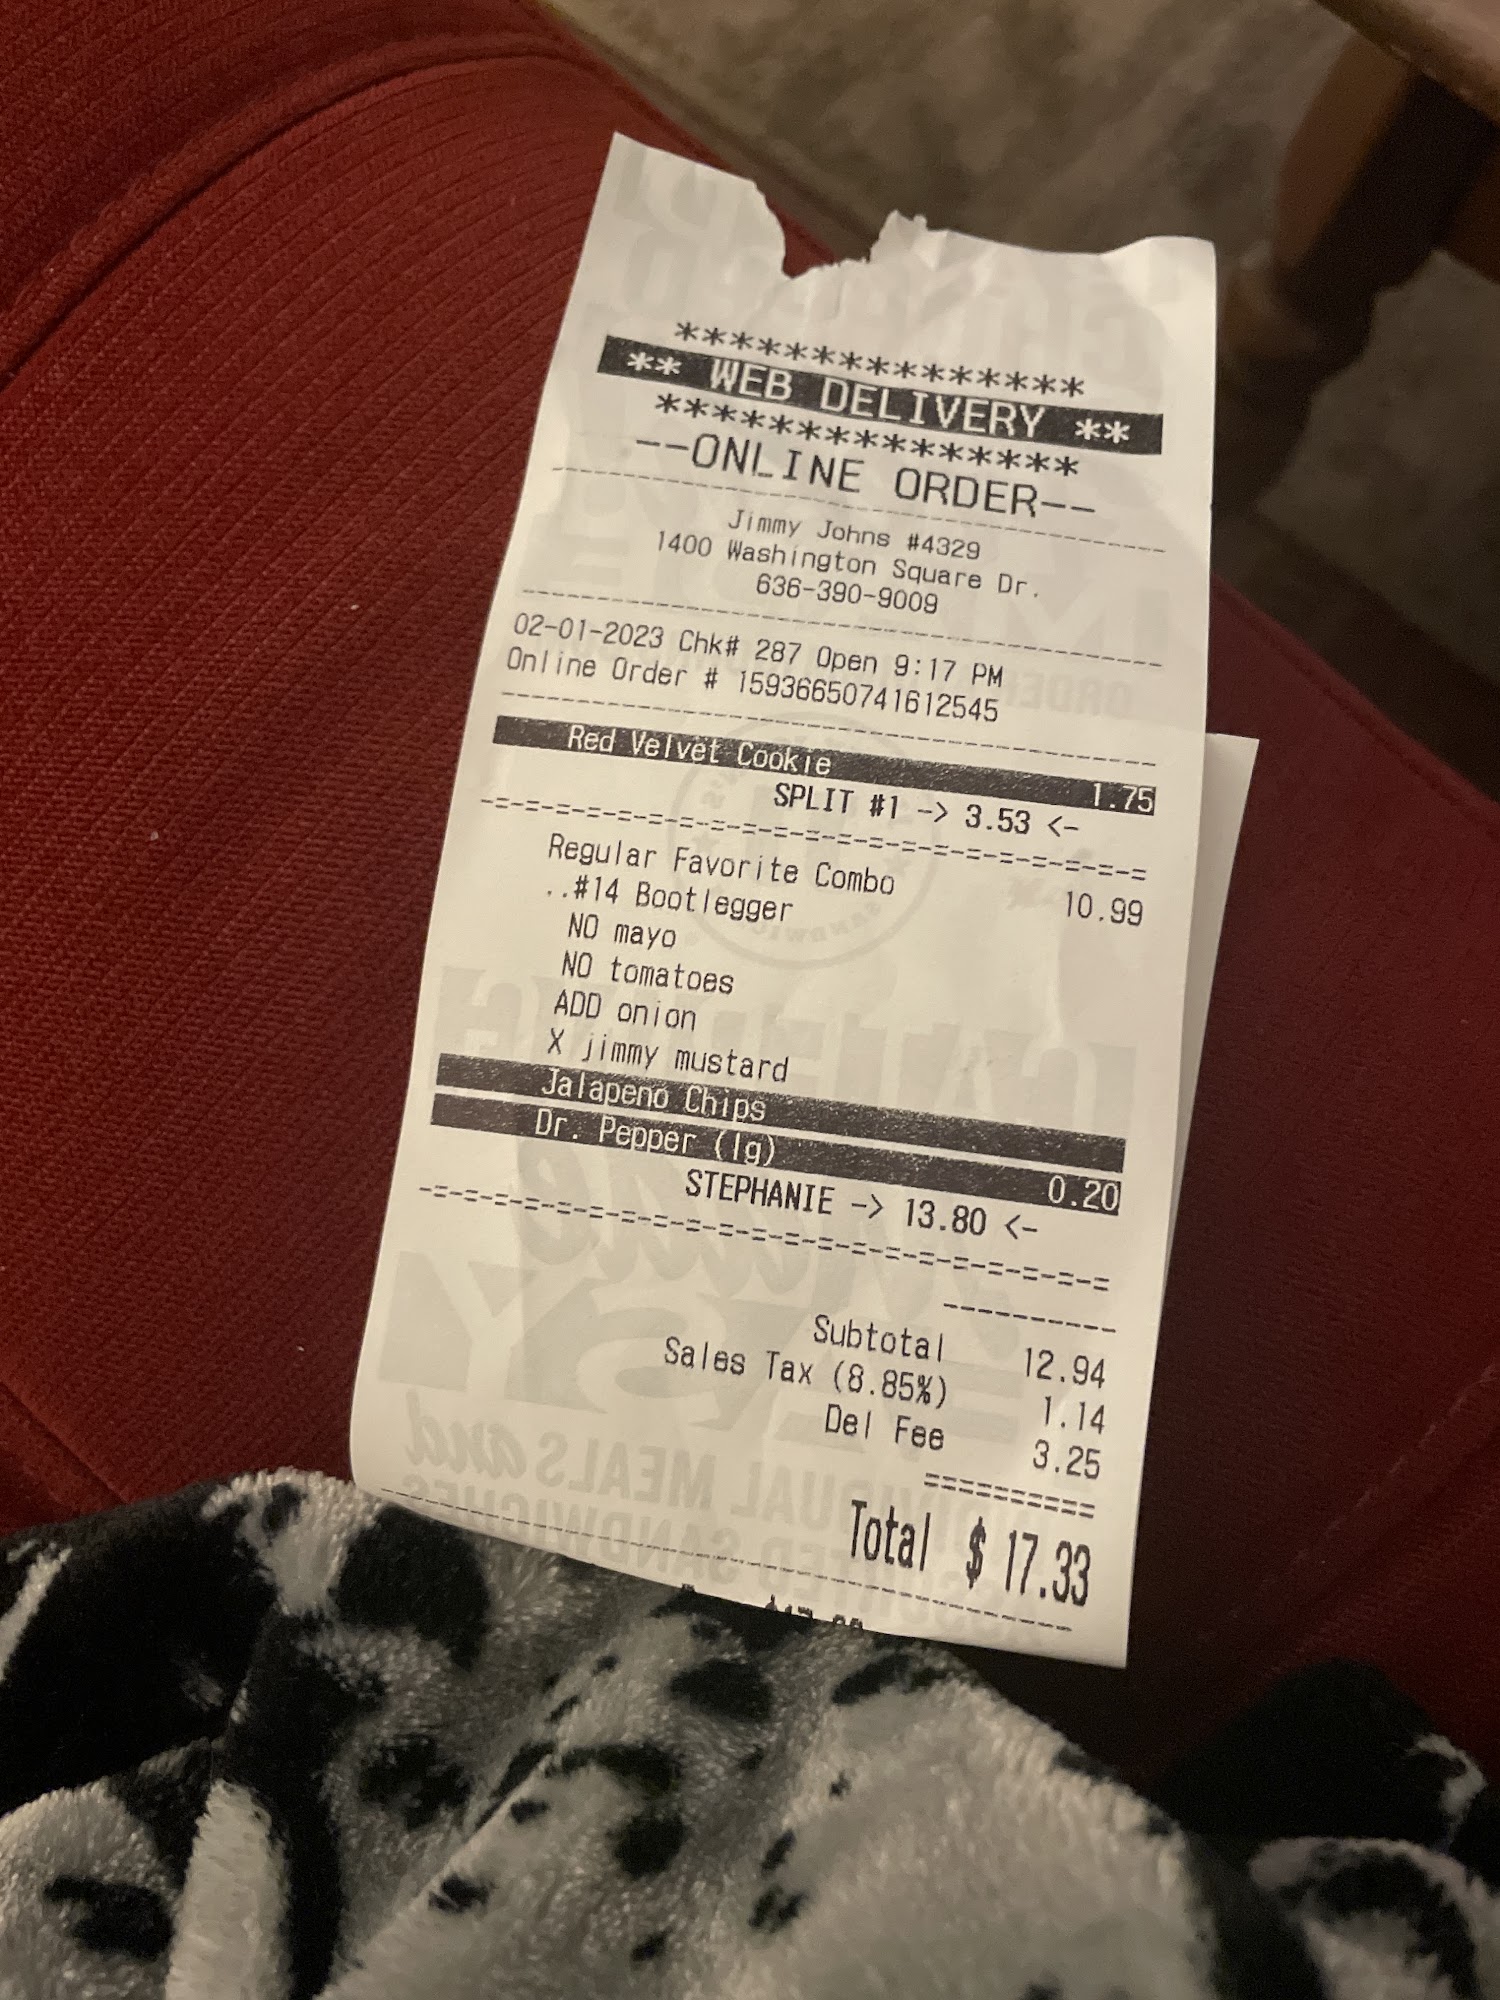 ***************
** WEB DELIVERY **
****************
--ONLINE ORDER--
Jimmy Johns #4329
1400 Washington Square Dr.
636-390-9009
02-01-2023 Chk# 287 Open 9:17 PM
Online Order # 15936650741612545
Red Velvet Cookie 1.75
SPLIT #1 -> 3.53 <-
Regular Favorite Combo 10.99
..#14 Bootlegger
NO mayo
NO tomatoes
ADD onion
X jimmy mustard
Jalapeno Chips
Dr. Pepper (lg) 0.20
STEPHANIE -> 13.80 <-
Subtotal 12.94
Sales Tax (8.85%) 1.14
Del Fee 3.25
Total $ 17.33